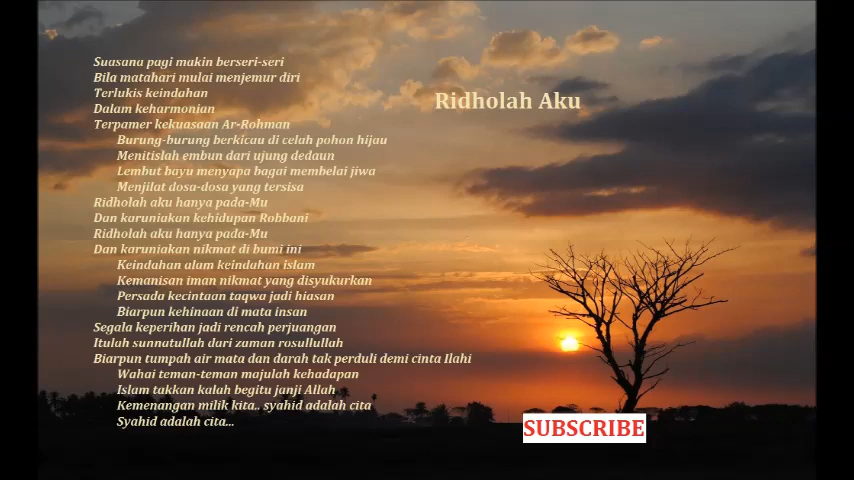 Ridholah Aku
Suasana pagi makin berseri-seri
Bila matahari mulai menjemur diri
Terlukis keindahan
Dalam keharmonian
Terpamer kekuasaan Ar-Rohman
Burung-burung berkicau di celah pohon hijau
Menitislah embun dari ujung dedaun
Lembut bayu menyapa bagai membelai jiwa
Menjilat dosa-dosa yang tersisa
Ridholah aku hanya pada-Mu
Dan karuniakan kehidupan Robbani
Ridholah aku hanya pada-Mu
Dan karuniakan nikmat di bumi ini
Keindahan alam keindahan islam
Kemanisan iman nikmat yang disyukurkan
Persada kecintaan taqwa jadi hiasan
Biarpun kehinaan di mata insan
Segala keperihan jadi rencah perjuangan
Itulah sunnatullah dari zaman rosullullah
Biarpun tumpah air mata dan darah tak perduli demi cinta Ilahi
Wahai teman-teman majulah kehadapan
Islam takkan kalah begitu janji Allah
Kemenangan milik kita.. syahid adalah cita
Syahid adalah cita...
SUBSCRIBE